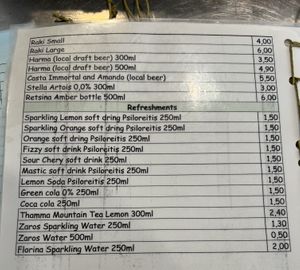 Raki Small 4,00
Raki Large 6,00
Harma (local draft beer) 300ml 3,50
Harma (local draft beer) 500ml 4,90
Casta Immortal and Amando (local beer) 5,50
Stella Artois 0,0% 300ml 3,00
Retsina Amber bottle 500ml 6,00
Refreshments
Sparkling Lemon soft dring Psiloreitis 250ml 1,50
Sparkling Orange soft dring Psiloreitis 250ml 1,50
Orange soft dring Psiloreitis 250ml 1,50
Fizzy soft drink Psiloreitis 250ml 1,50
Sour Chery soft drink 250ml 1,50
Mastic soft drink Psiloreitis 250ml 1,50
Lemon Soda Psiloreitis 250ml 1,50
Green cola 0% 250ml 1,50
Coca cola 250ml 1,50
Thamma Mountain Tea Lemon 300ml 2,40
Zaros Sparkling Water 250ml 1,30
Zaros Water 500ml 0,50
Florina Sparkling Water 250ml 2,00